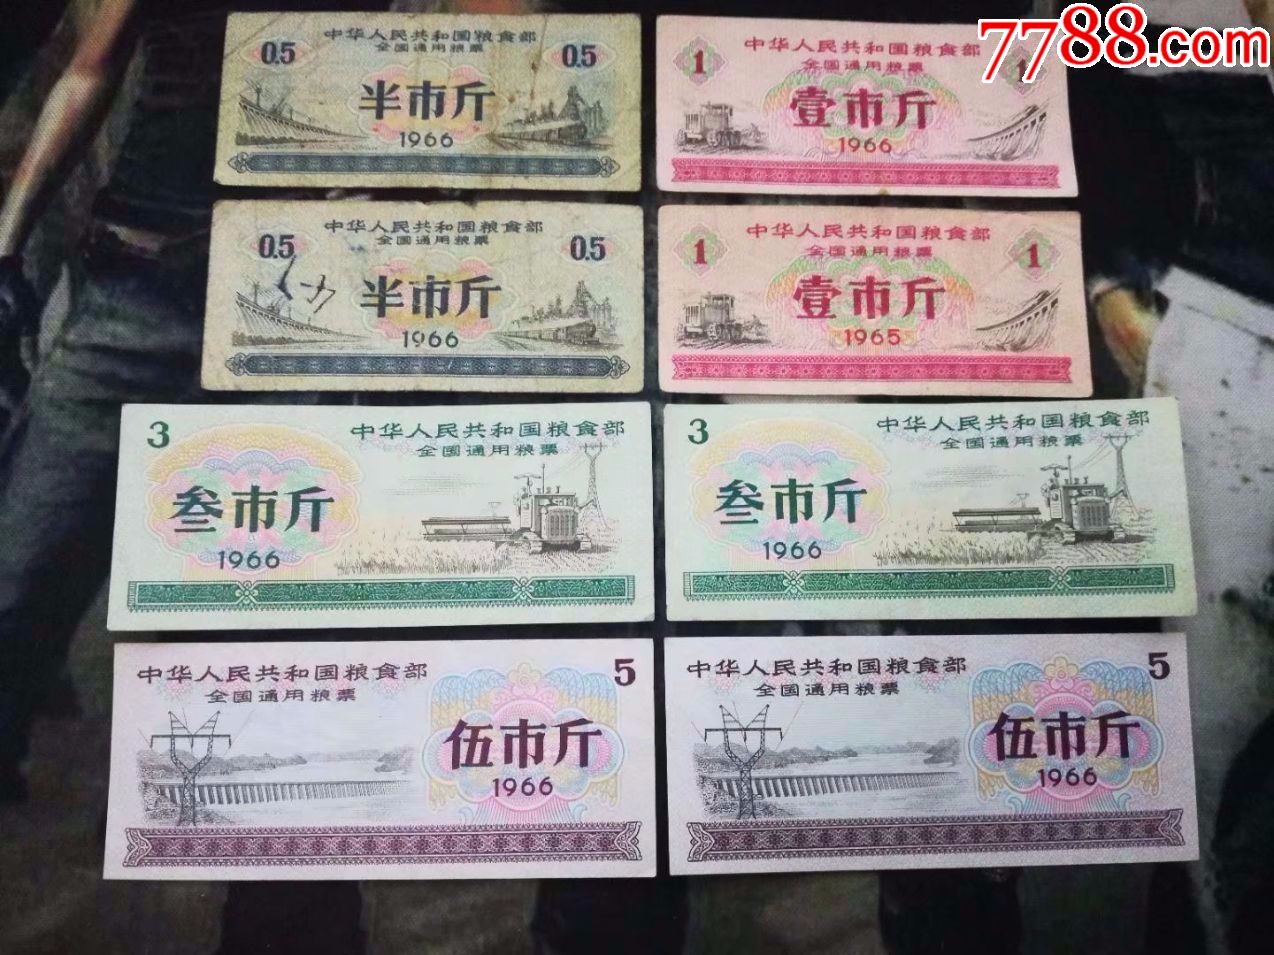 7788.com
中华人民共和国粮食部
全国通用粮票
0.5
0.5
半市斤
1966
中华人民共和国粮食部
全国通用粮票
1
1
壹市斤
1966
中华人民共和国粮食部
全国通用粮票
0.5
0.5
半市斤
1966
中华人民共和国粮食部
全国通用粮票
1
1
壹市斤
1965
3
中华人民共和国粮食部
全国通用粮票
叁市斤
1966
3
中华人民共和国粮食部
全国通用粮票
叁市斤
1966
中华人民共和国粮食部
5
全国通用粮票
伍市斤
1966
中华人民共和国粮食部
5
全国通用粮票
伍市斤
1966